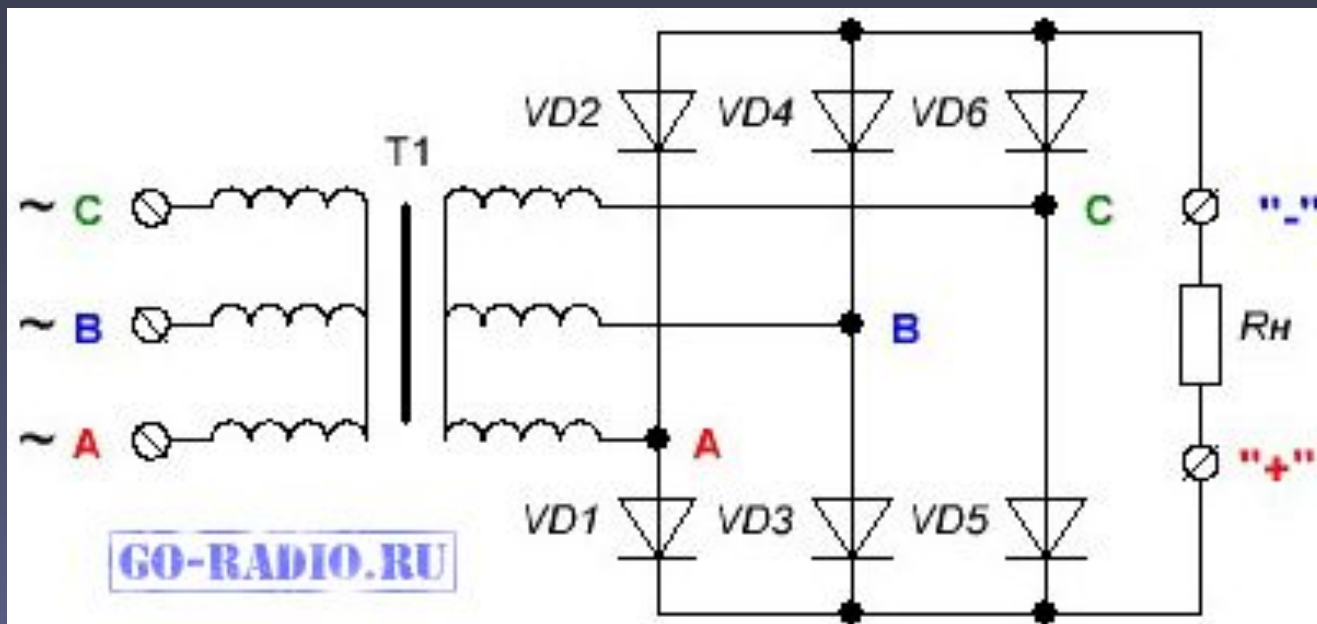 VD2 VD4 VD6
T1
~ C C "-"
~ B B Rн
~ A A "+"
VD1 VD3 VD5
GO-RADIO.RU